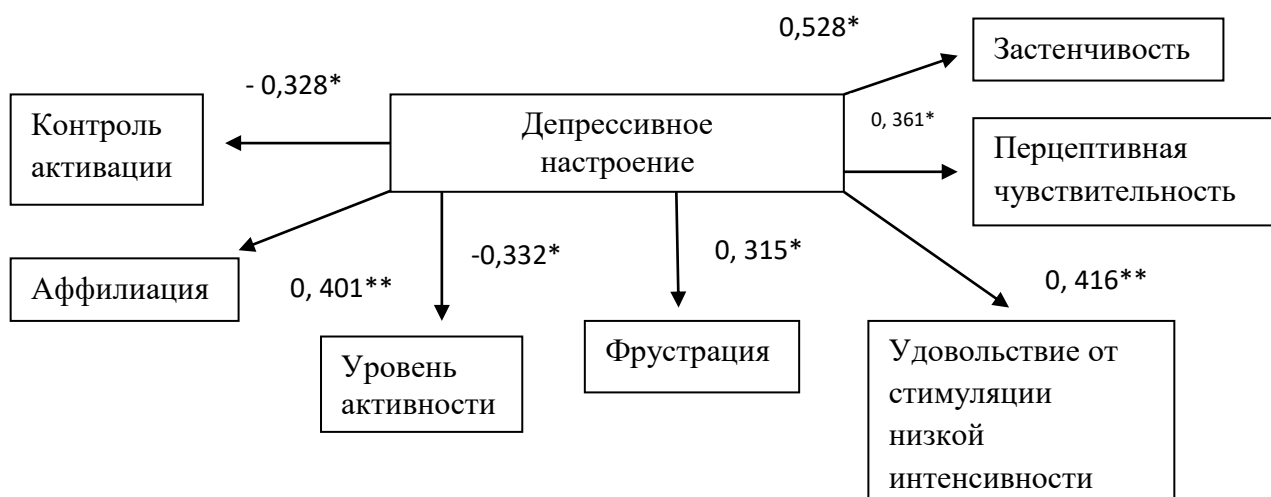 0,528*
Застенчивость
- 0,328*
Контроль
активации
Депрессивное
настроение
0, 361*
Перцептивная
чувствительность
Аффилиация
0, 401**
-0,332*
0, 315*
0, 416**
Уровень
активности
Фрустрация
Удовольствие от
стимуляции
низкой
интенсивности